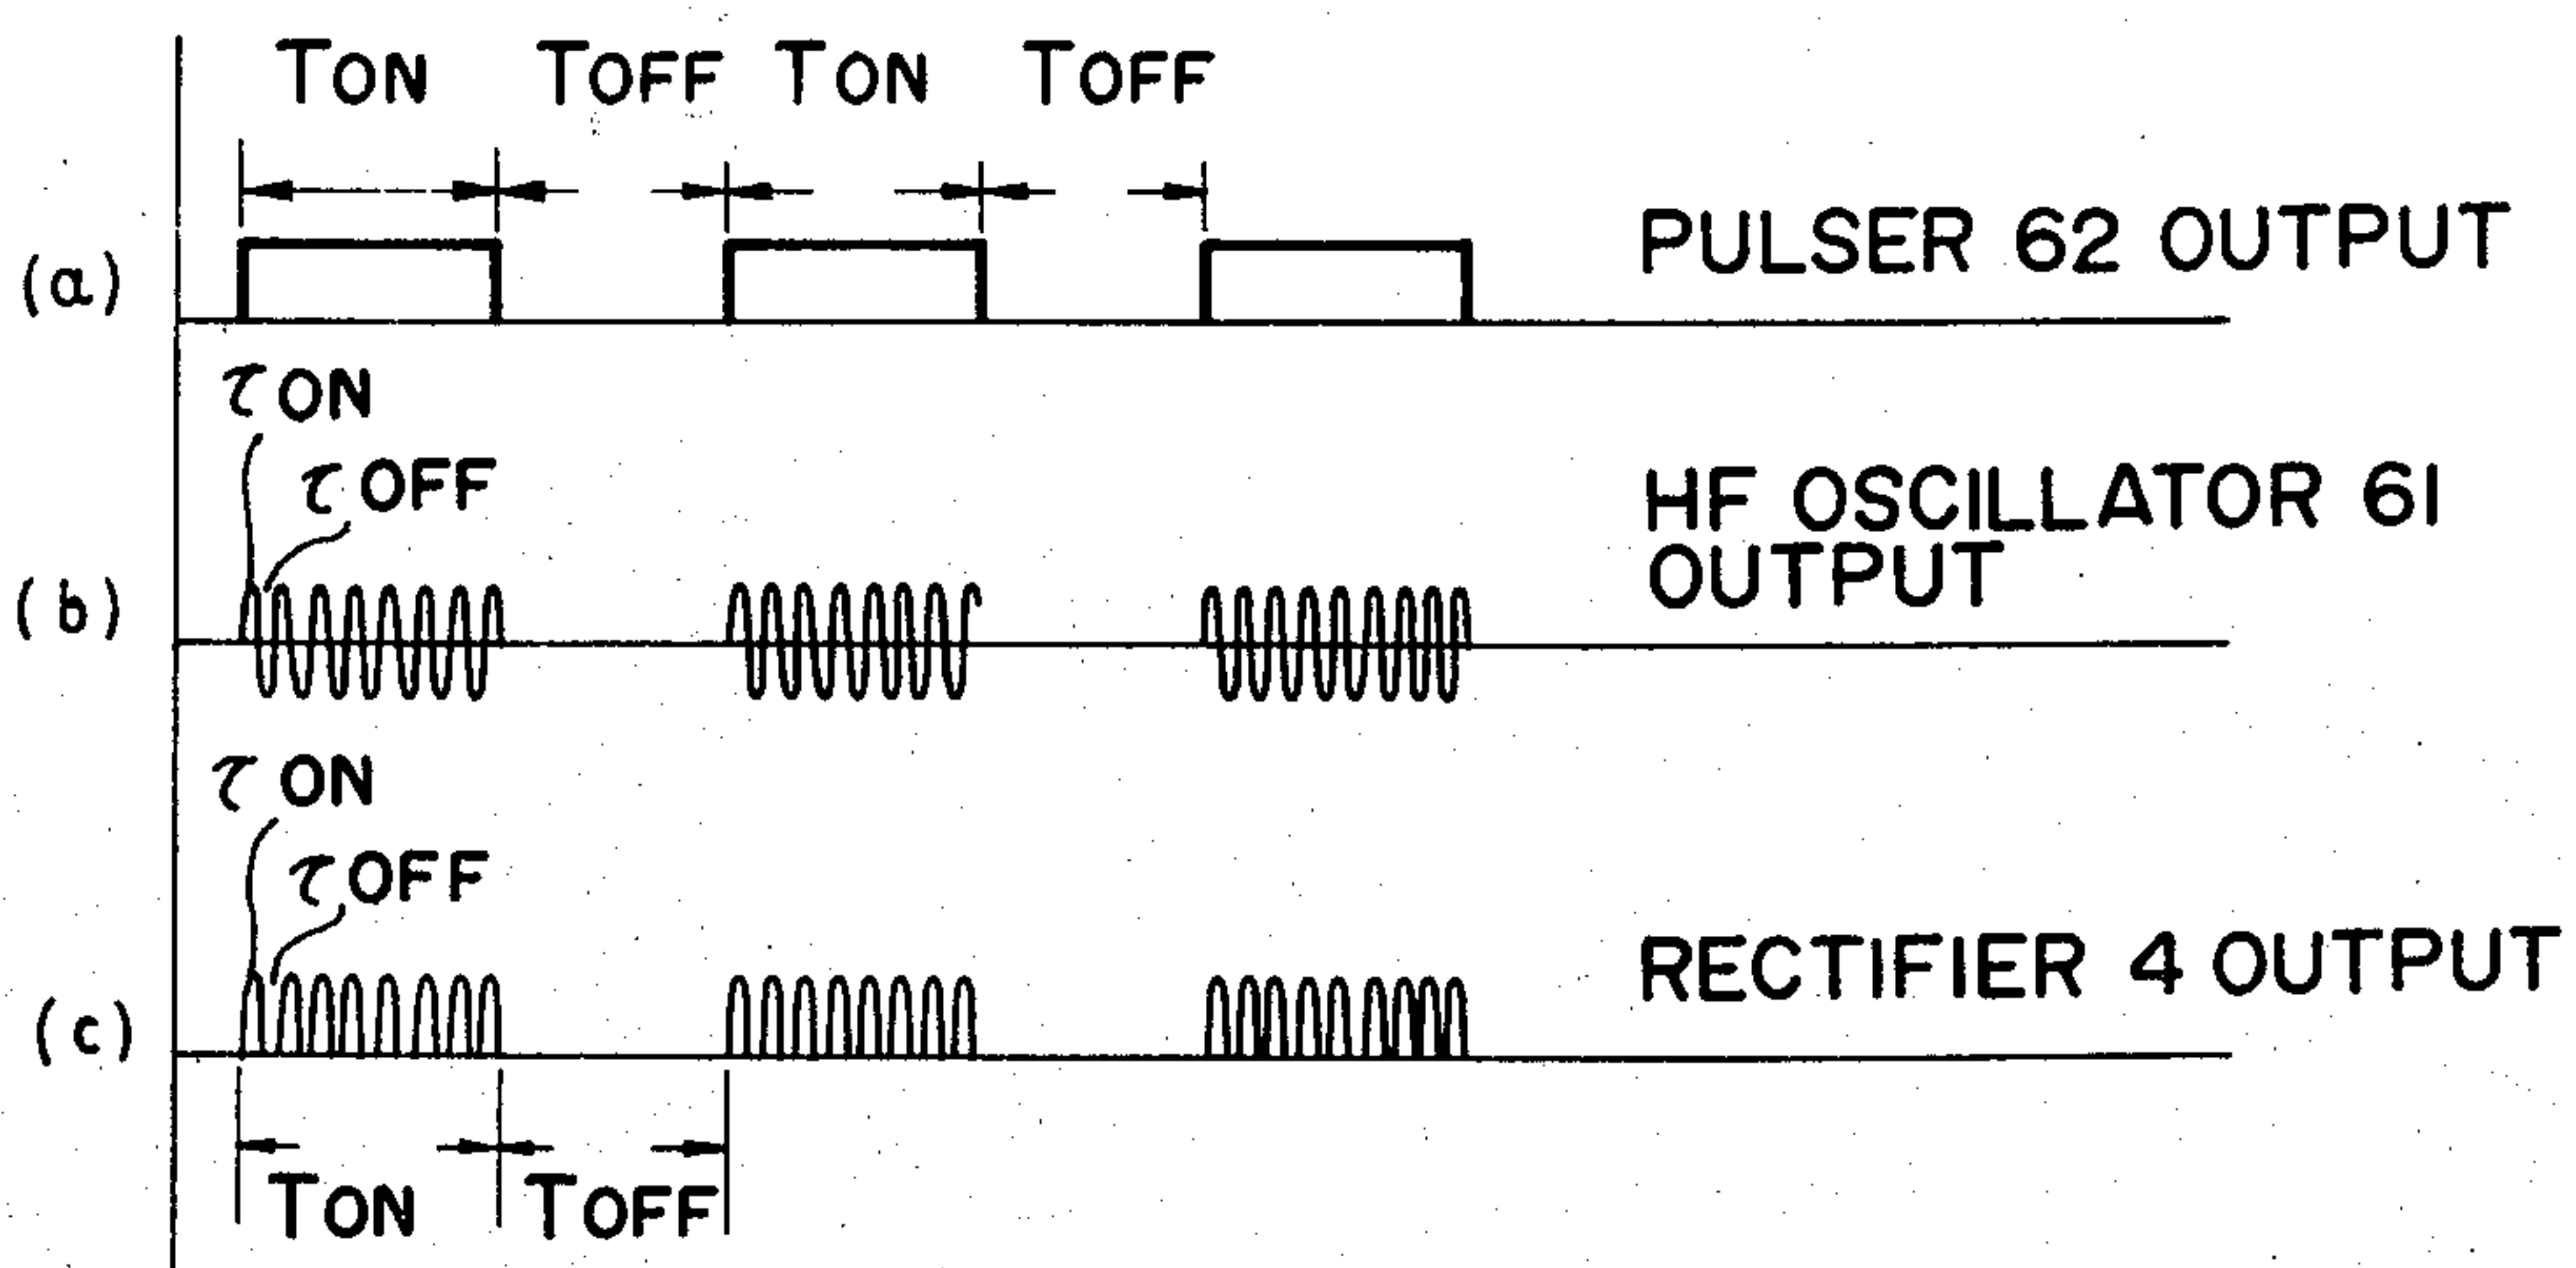 TON TOFF TON TOFF
(a) PULSER 62 OUTPUT
τON
τOFF
HF OSCILLATOR 61
OUTPUT
(b)
τON
τOFF
RECTIFIER 4 OUTPUT
(c)
TON TOFF